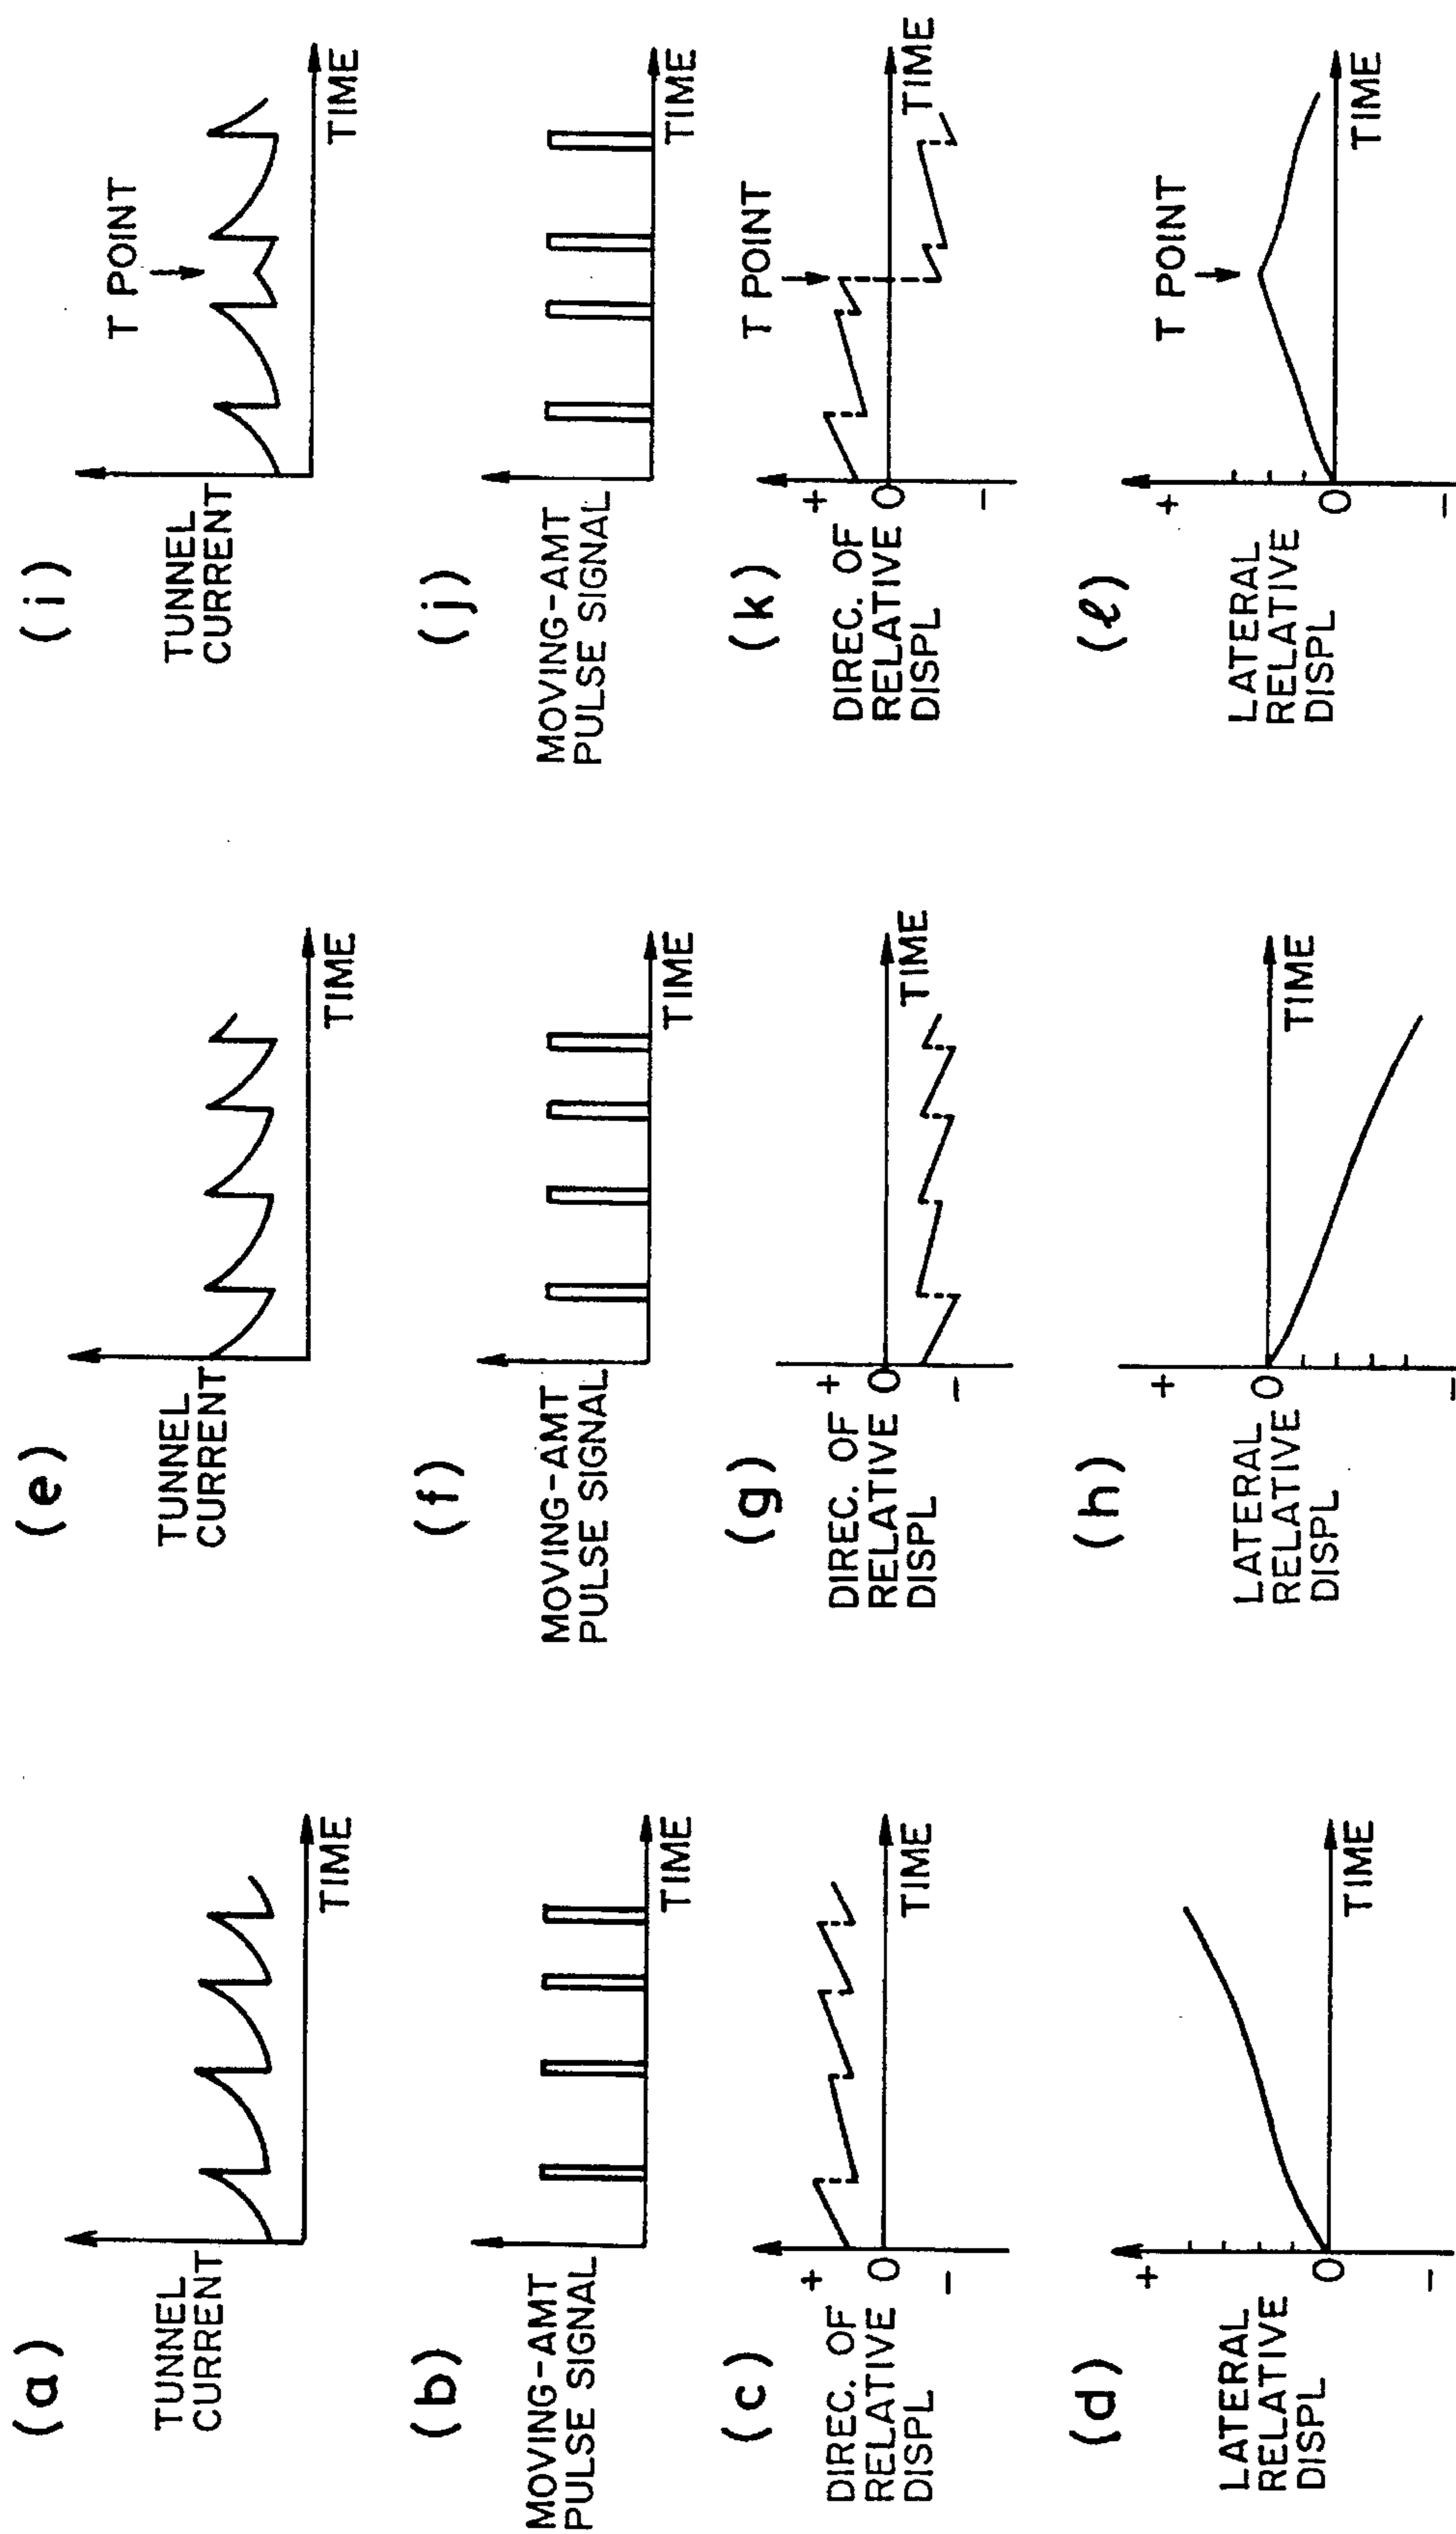 (a)
TUNNEL
CURRENT
TIME
(b)
MOVING-AMT
PULSE SIGNAL
TIME
(c)
DIREC. OF
RELATIVE
DISPL
+
0
-
TIME
(d)
LATERAL
RELATIVE
DISPL
+
0
-
TIME
(e)
TUNNEL
CURRENT
TIME
(f)
MOVING-AMT
PULSE SIGNAL
TIME
(g)
DIREC. OF
RELATIVE
DISPL
+
0
-
TIME
(h)
LATERAL
RELATIVE
DISPL
+
0
-
TIME
(i)
TUNNEL
CURRENT
T POINT
TIME
(j)
MOVING-AMT
PULSE SIGNAL
TIME
(k)
DIREC. OF
RELATIVE
DISPL
+
0
-
T POINT
TIME
(ℓ)
LATERAL
RELATIVE
DISPL
+
0
-
T POINT
TIME